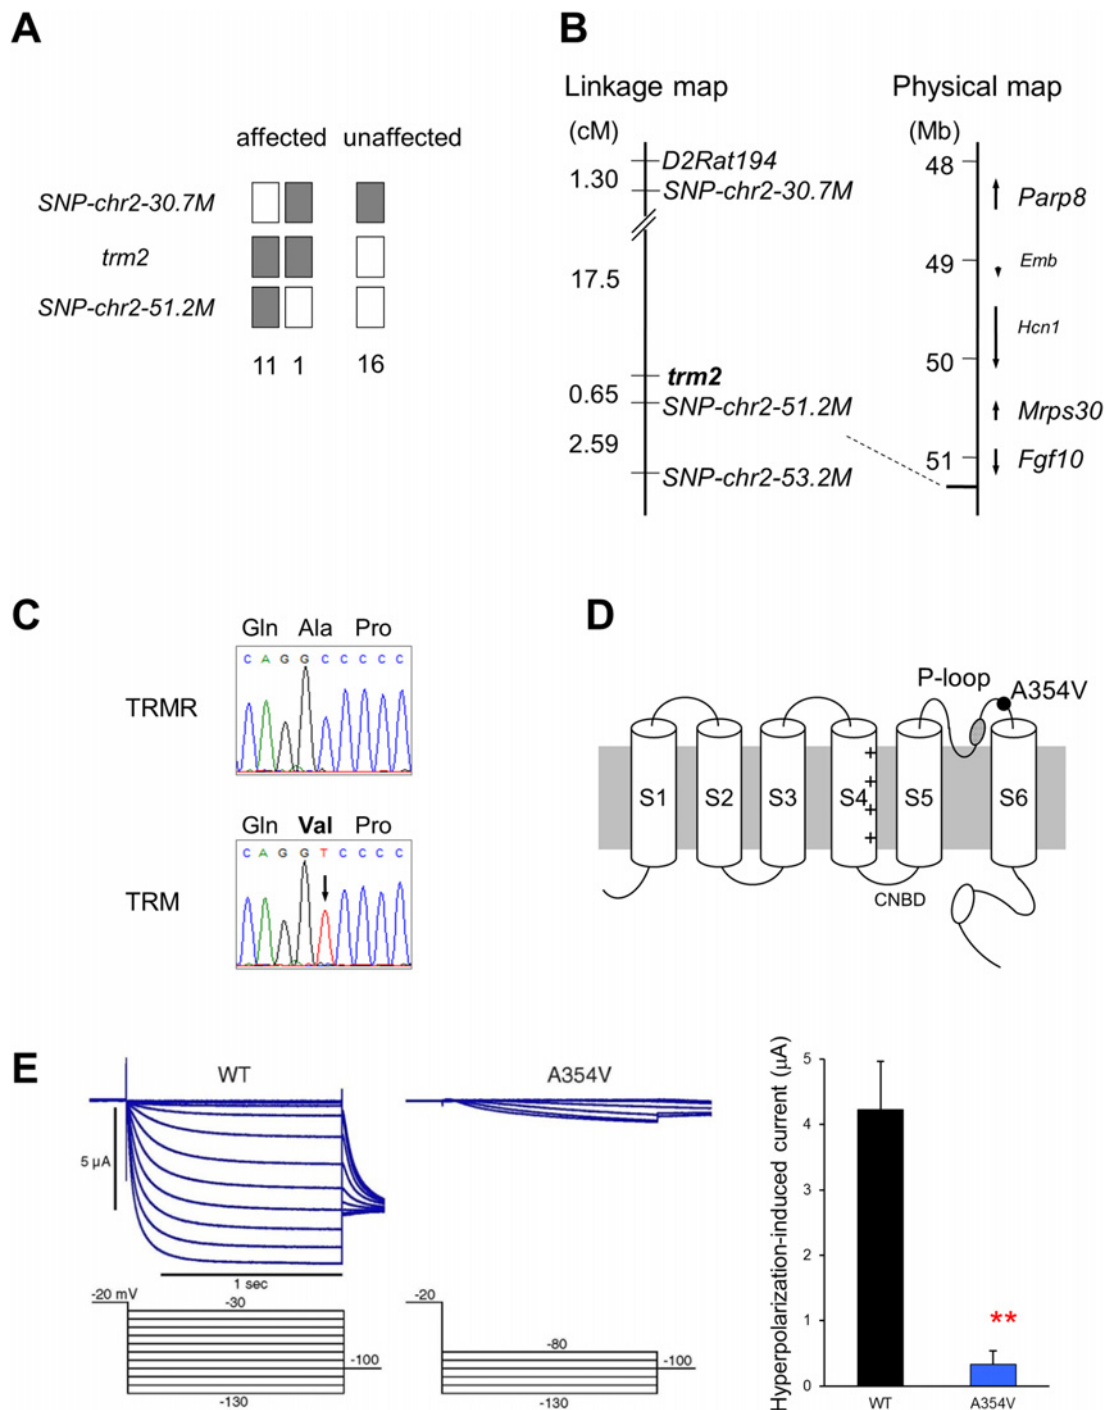 A
affected unaffected
SNP-chr2-30.7M
trm2
SNP-chr2-51.2M
11 1 16
B
Linkage map
(cM)
D2Rat194
1.30
SNP-chr2-30.7M
17.5
trm2
0.65
SNP-chr2-51.2M
2.59
SNP-chr2-53.2M
Physical map
(Mb)
48
Parp8
49
Emb
Hcn1
50
Mrps30
51
Fgf10
C
Gln Ala Pro
C A G G C C C C C
TRMR
Gln Val Pro
C A G G T C C C C
TRM
D
P-loop
A354V
S1 S2 S3 S4 S5 S6
+
+
+
+
CNBD
E
WT
5 µA
1 sec
-20 mV
-30
-100
-130
A354V
-20
-80
-100
-130
Hyperpolarization-induced current (µA)
5
4
3
2
1
0
**
WT A354V